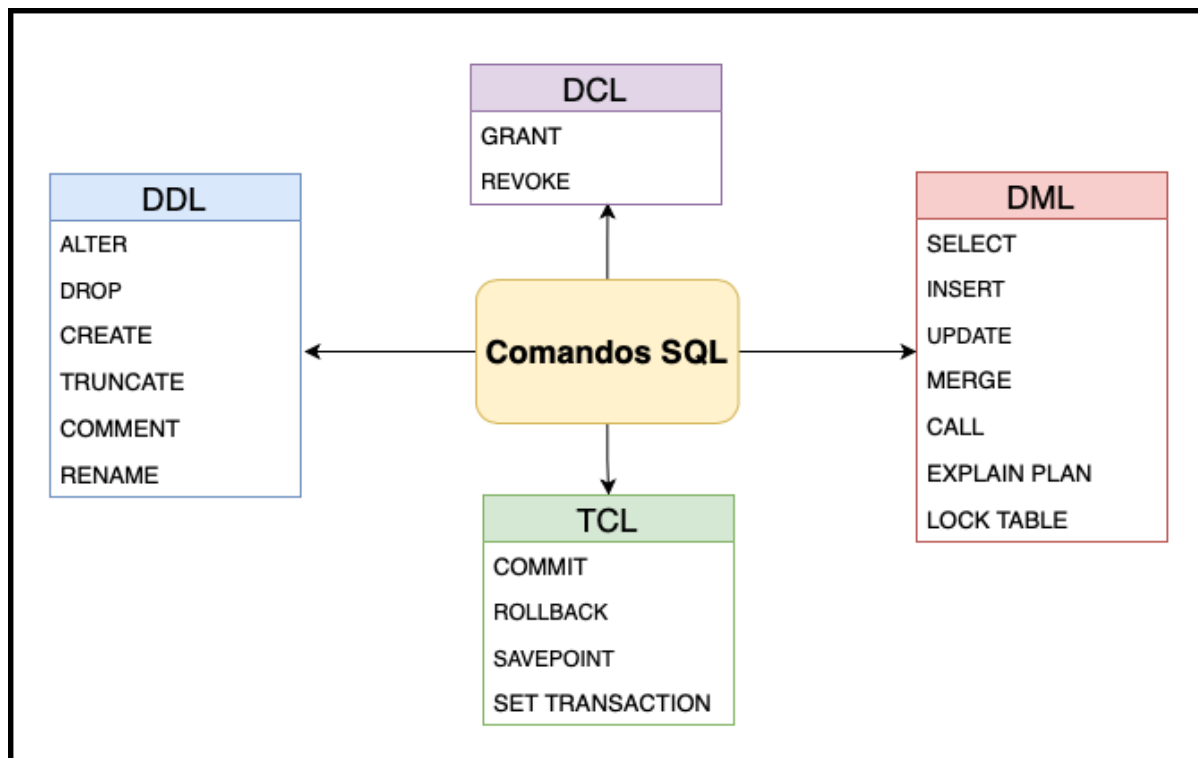 DCL
GRANT
REVOKE
DDL
ALTER
DROP
CREATE
TRUNCATE
COMMENT
RENAME
Comandos SQL
DML
SELECT
INSERT
UPDATE
MERGE
CALL
EXPLAIN PLAN
LOCK TABLE
TCL
COMMIT
ROLLBACK
SAVEPOINT
SET TRANSACTION